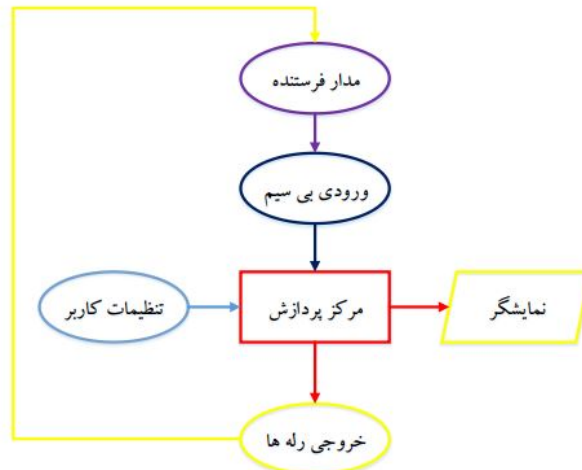 مدار فرستنده
ورودی بی سیم
تنظیمات کاربر
مرکز پردازش
نمایشگر
خروجی رله ها